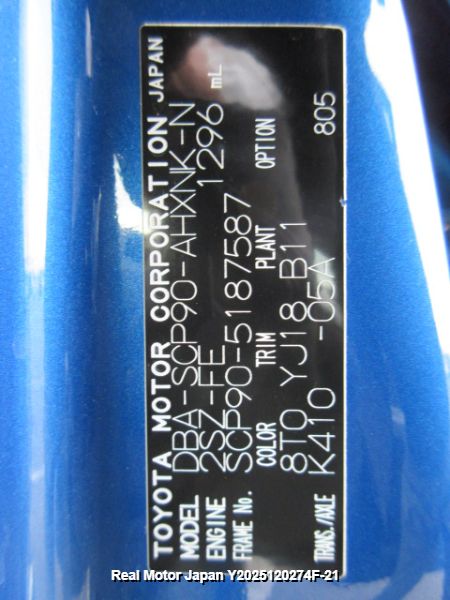 TOYOTA MOTOR CORPORATION JAPAN
MODEL DBA-SCP90-AHXNK-N
ENGINE 2SZ-FE 1296 mL
FRAME No. SCP90-5187587
COLOR TRIM PLANT OPTION
8T0 YJ18 B11
TRANS./AXLE K410 -05A 805
Real Motor Japan Y2025120274F-21